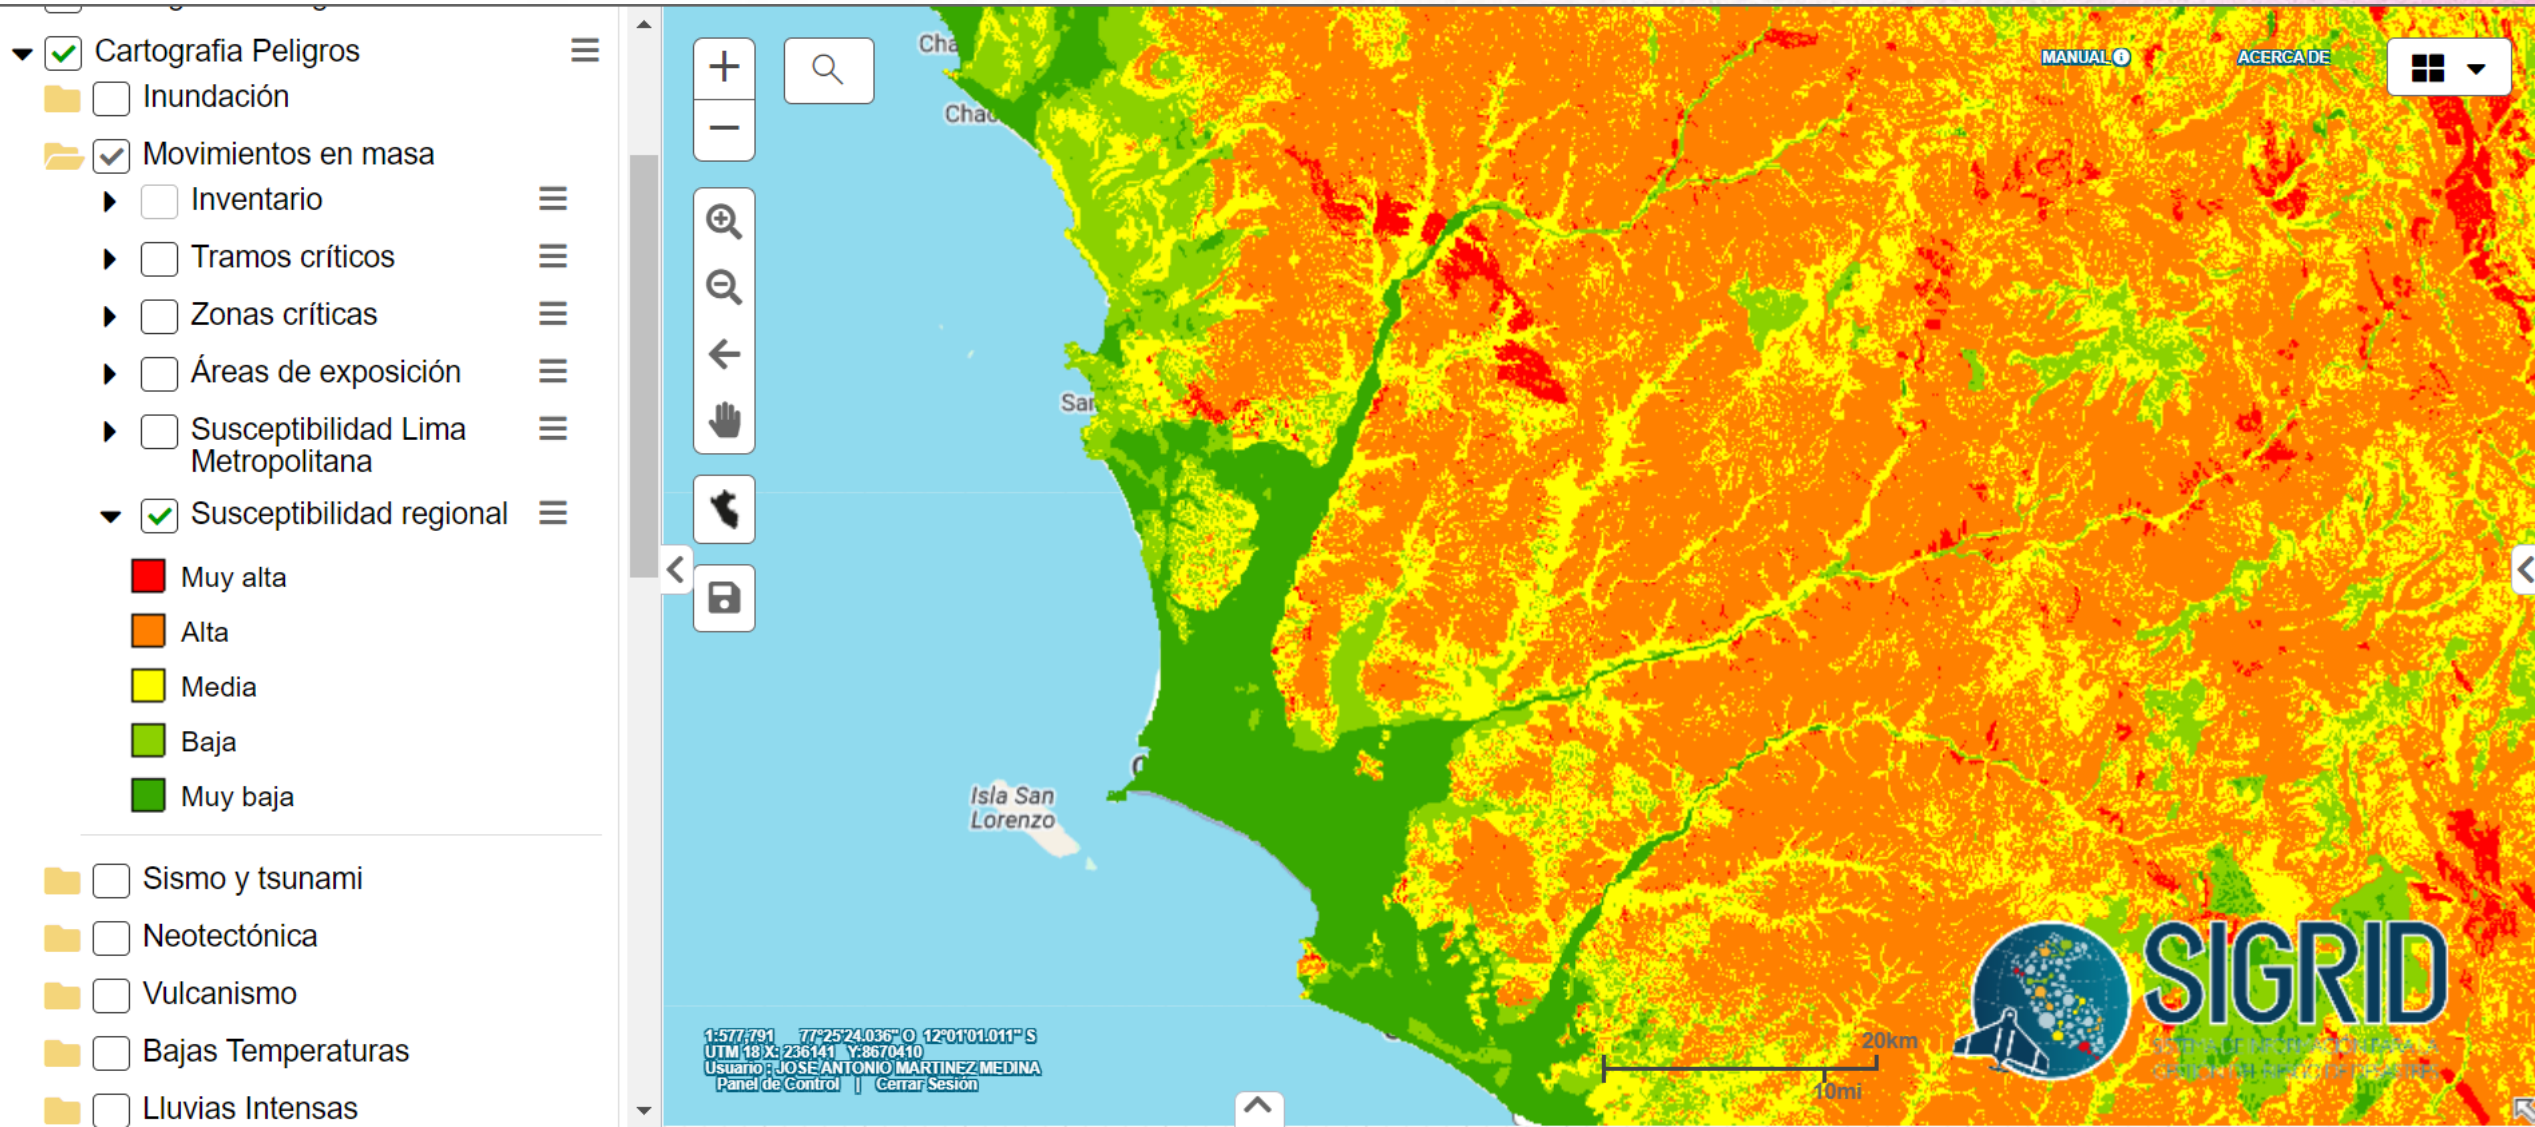 Cartografia Peligros
Inundación
Movimientos en masa
Inventario
Tramos críticos
Zonas críticas
Áreas de exposición
Susceptibilidad Lima
Metropolitana
Susceptibilidad regional
Muy alta
Alta
Media
Baja
Muy baja
Sismo y tsunami
Neotectónica
Vulcanismo
Bajas Temperaturas
Lluvias Intensas
Cha
Chac
San
Isla San
Lorenzo
MANUAL
ACERCA DE
1:577,791 77°25'24.036" O 12°01'01.011" S
UTM 18 X: 236141 Y:8670410
Usuario : JOSE ANTONIO MARTINEZ MEDINA
Panel de Control | Cerrar Sesión
20km
10mi
SIGRID